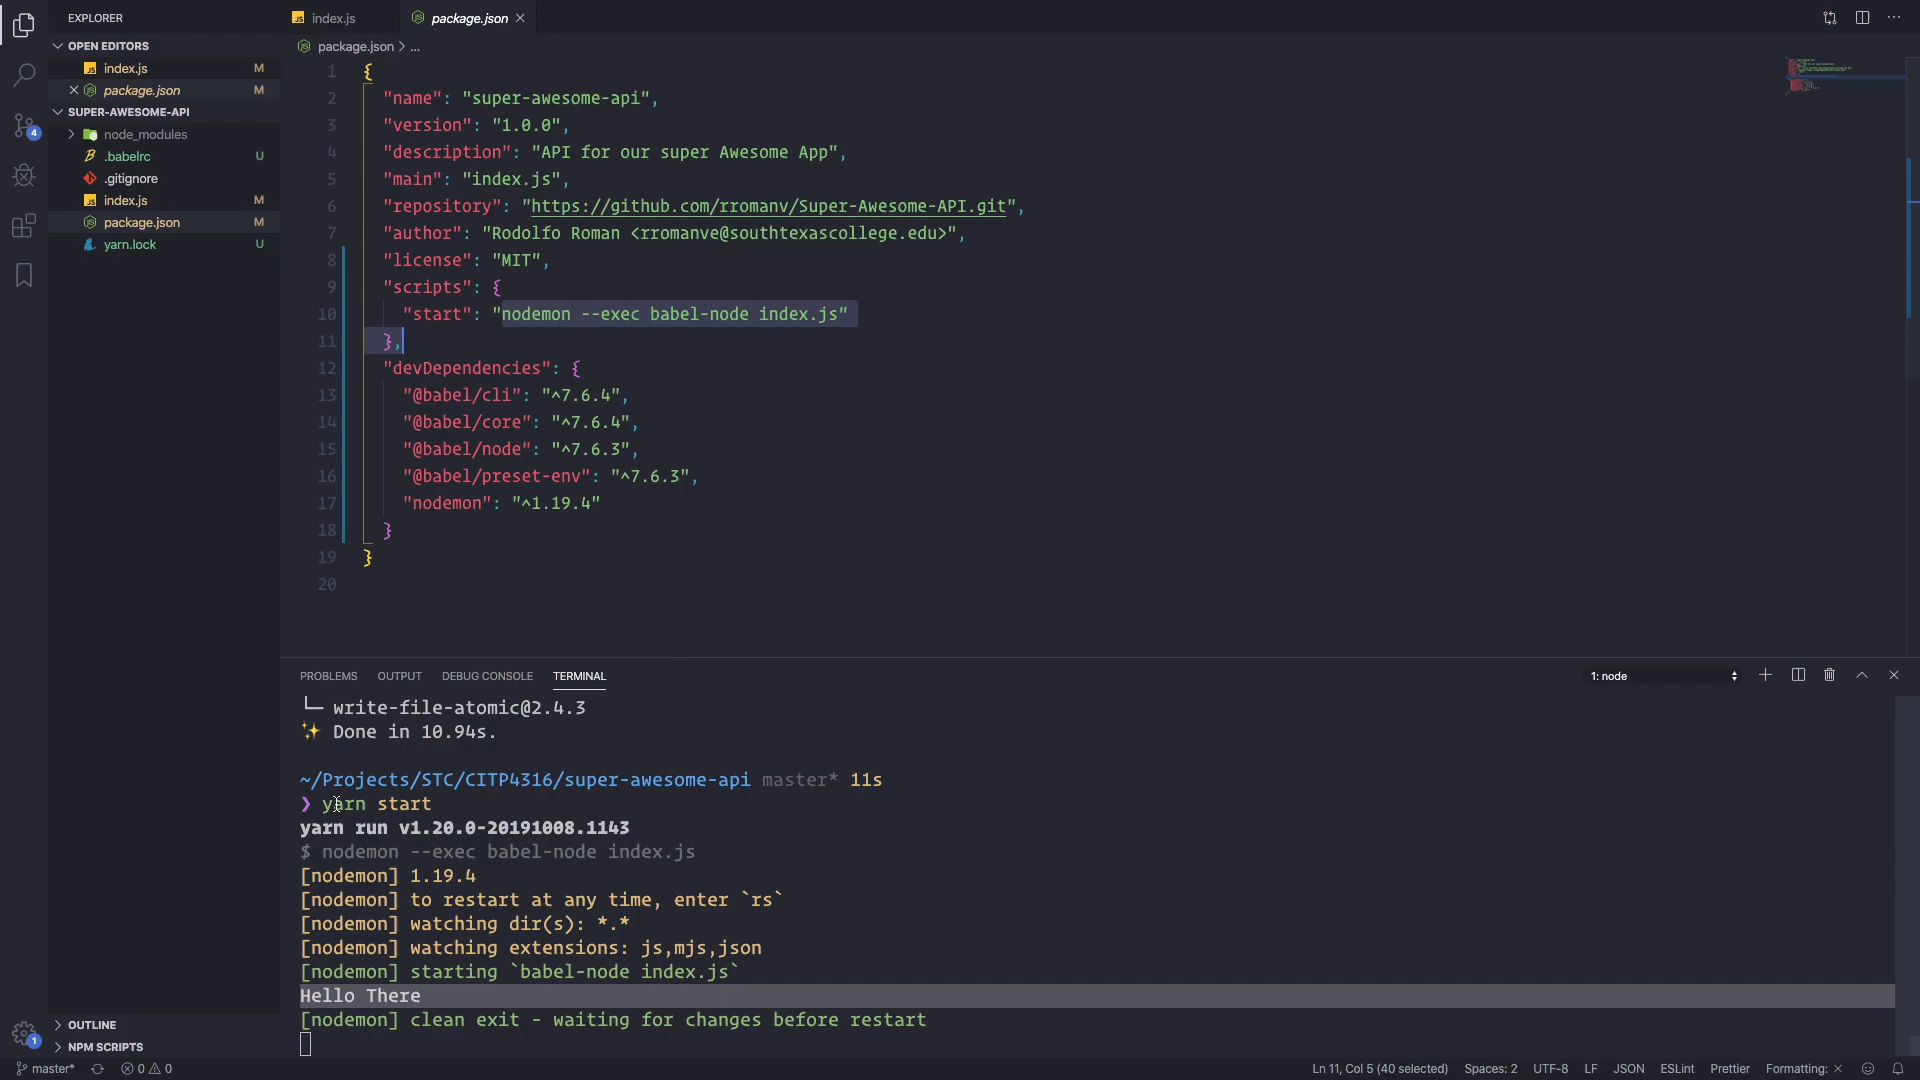 EXPLORER
OPEN EDITORS
index.js M
package.json M
SUPER-AWESOME-API
node_modules
.babelrc U
.gitignore
index.js M
package.json M
yarn.lock U
OUTLINE
NPM SCRIPTS
4
1
index.js
package.json
package.json > ...
1 {
2 "name": "super-awesome-api",
3 "version": "1.0.0",
4 "description": "API for our super Awesome App",
5 "main": "index.js",
6 "repository": "https://github.com/rromanv/Super-Awesome-API.git",
7 "author": "Rodolfo Roman <rromanve@southtexascollege.edu>",
8 "license": "MIT",
9 "scripts": {
10 "start": "nodemon --exec babel-node index.js"
11 },
12 "devDependencies": {
13 "@babel/cli": "^7.6.4",
14 "@babel/core": "^7.6.4",
15 "@babel/node": "^7.6.3",
16 "@babel/preset-env": "^7.6.3",
17 "nodemon": "^1.19.4"
18 }
19 }
20
PROBLEMS OUTPUT DEBUG CONSOLE TERMINAL
1: node
└─ write-file-atomic@2.4.3
✨ Done in 10.94s.
~/Projects/STC/CITP4316/super-awesome-api master* 11s
❯ yarn start
yarn run v1.20.0-20191008.1143
$ nodemon --exec babel-node index.js
[nodemon] 1.19.4
[nodemon] to restart at any time, enter `rs`
[nodemon] watching dir(s): *.*
[nodemon] watching extensions: js,mjs,json
[nodemon] starting `babel-node index.js`
Hello There
[nodemon] clean exit - waiting for changes before restart
master* 0 0 Ln 11, Col 5 (40 selected) Spaces: 2 UTF-8 LF JSON ESLint Prettier Formatting: ×